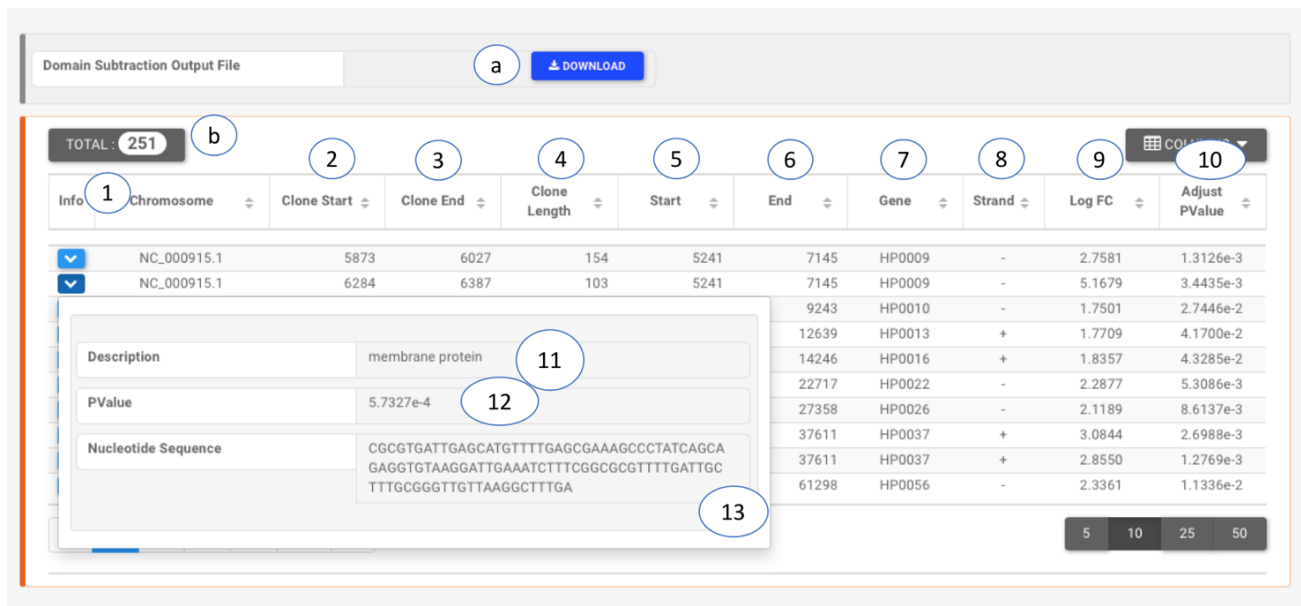 Domain Subtraction Output File a DOWNLOAD
TOTAL : 251 b
2 3 4 5 6 7 8 9 10
Info 1 Chromosome Clone Start Clone End Clone Length Start End Gene Strand Log FC Adjust PValue
NC_000915.1 5873 6027 154 5241 7145 HP0009 - 2.7581 1.3126e-3
NC_000915.1 6284 6387 103 5241 7145 HP0009 - 5.1679 3.4435e-3
9243 HP0010 - 1.7501 2.7446e-2
12639 HP0013 + 1.7709 4.1700e-2
14246 HP0016 + 1.8357 4.3285e-2
22717 HP0022 - 2.2877 5.3086e-3
27358 HP0026 - 2.1189 8.6137e-3
37611 HP0037 + 3.0844 2.6988e-3
37611 HP0037 + 2.8550 1.2769e-3
61298 HP0056 - 2.3361 1.1336e-2
Description membrane protein 11
PValue 5.7327e-4 12
Nucleotide Sequence CGCGTGATTGAGCATGTTTTGAGCGAAAGCCCTATCAGCA
GAGGTGTAAGGATTGAAATCTTTCGGCGCGTTTTGATTGC
TTTGCGGGTTGTTAAGGCTTTGA
13
5 10 25 50